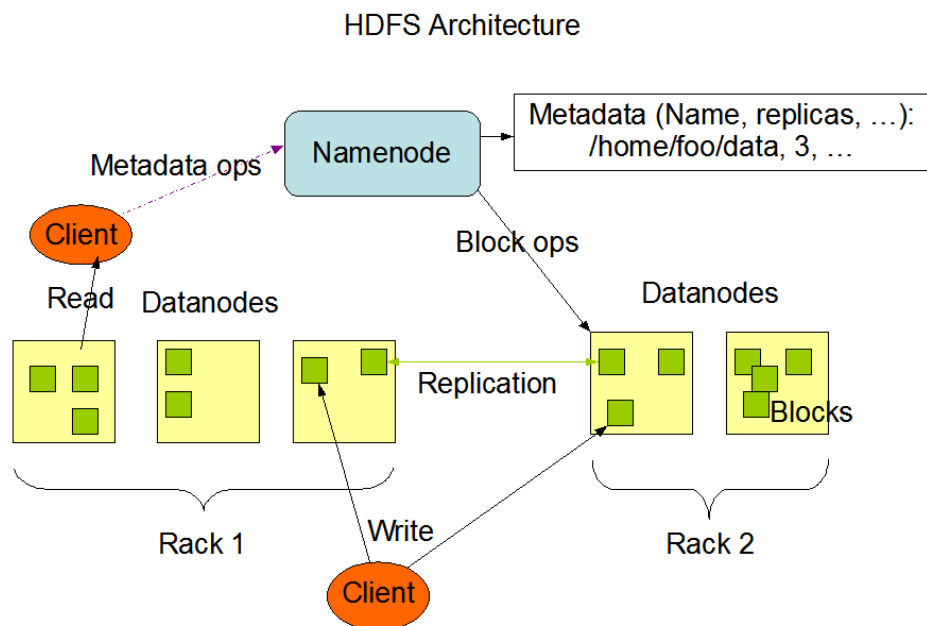 HDFS Architecture
Metadata (Name, replicas, …):
/home/foo/data, 3, …
Namenode
Metadata ops
Client
Block ops
Read
Datanodes
Datanodes
Replication
Blocks
Rack 1
Write
Rack 2
Client